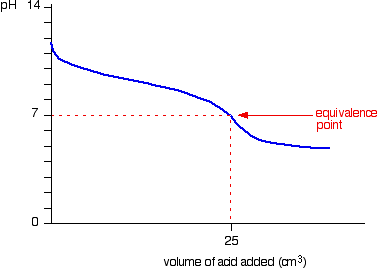 pH 14
equivalence
point
7
0
25
volume of acid added (cm³)